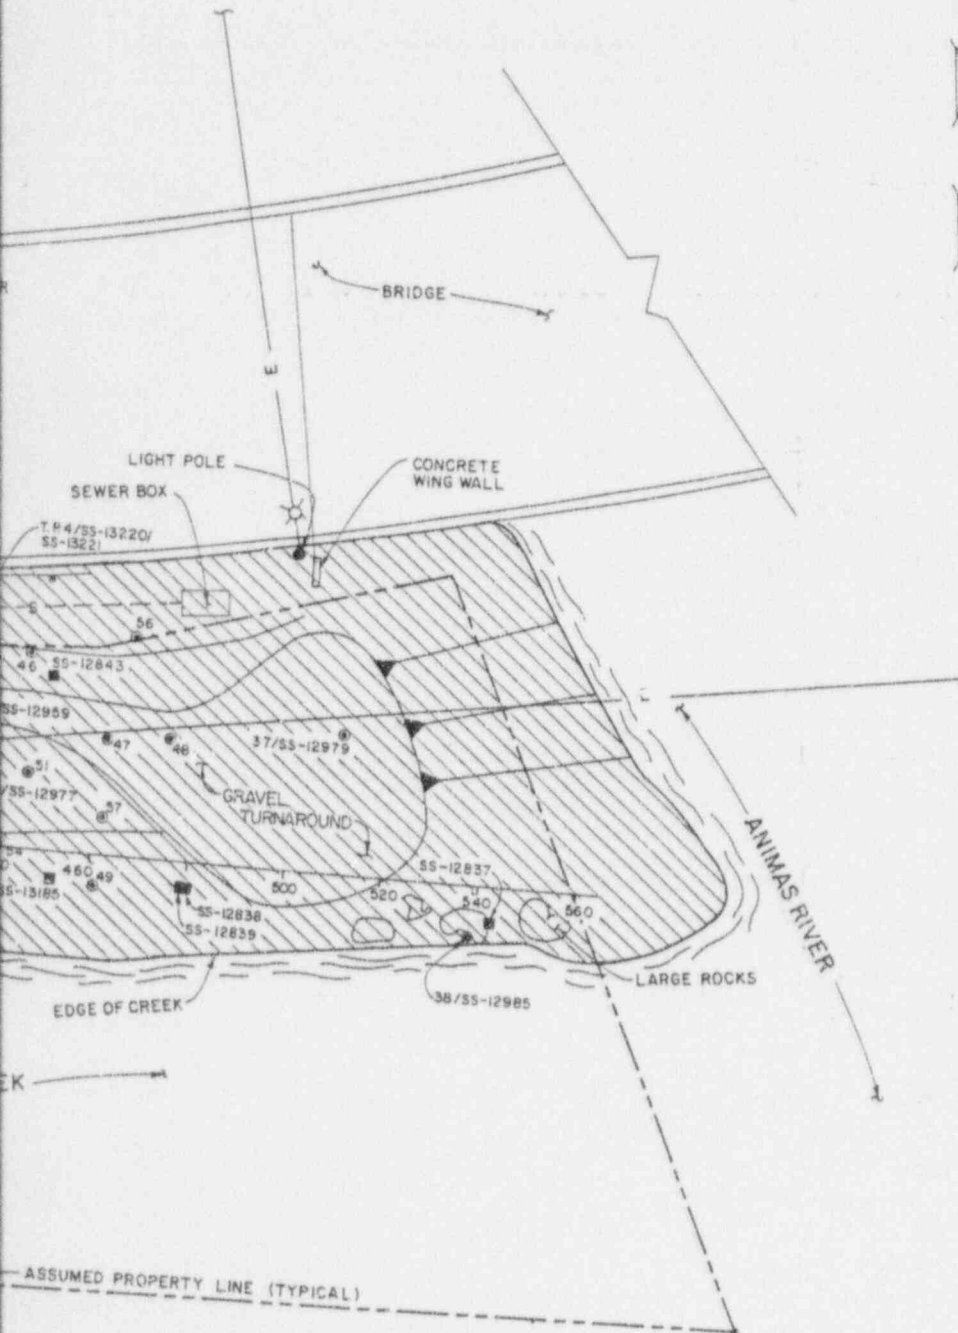 R
BRIDGE
E
LIGHT POLE
CONCRETE
WING WALL
SEWER BOX
T.P.4/SS-13220/
SS-13221
S
56
46
SS-12843
SS-12959
47
48
37/SS-12979
51
/SS-12977
57
GRAVEL
TURNAROUND
SS-12837
460
49
500
520
540
560
SS-13185
SS-12838
SS-12839
ANIMAS RIVER
LARGE ROCKS
38/SS-12985
EDGE OF CREEK
EK
ASSUMED PROPERTY LINE (TYPICAL)